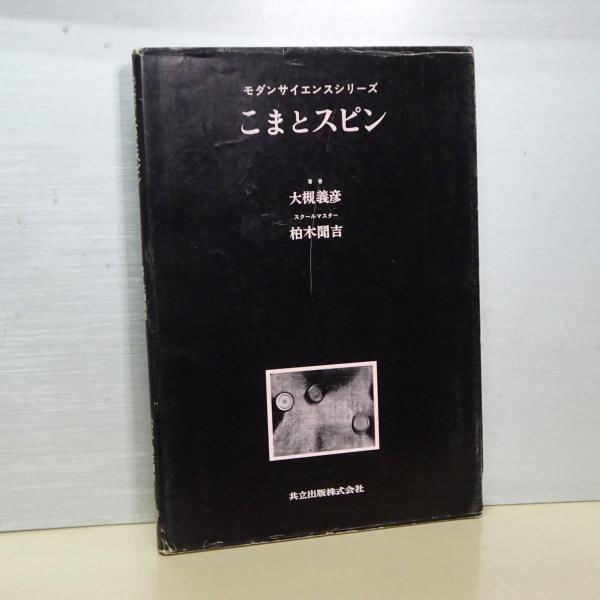 モダンサイエンスシリーズ
こまとスピン
著者
大槻義彦
スクールマスター
柏木聞吉
共立出版株式会社